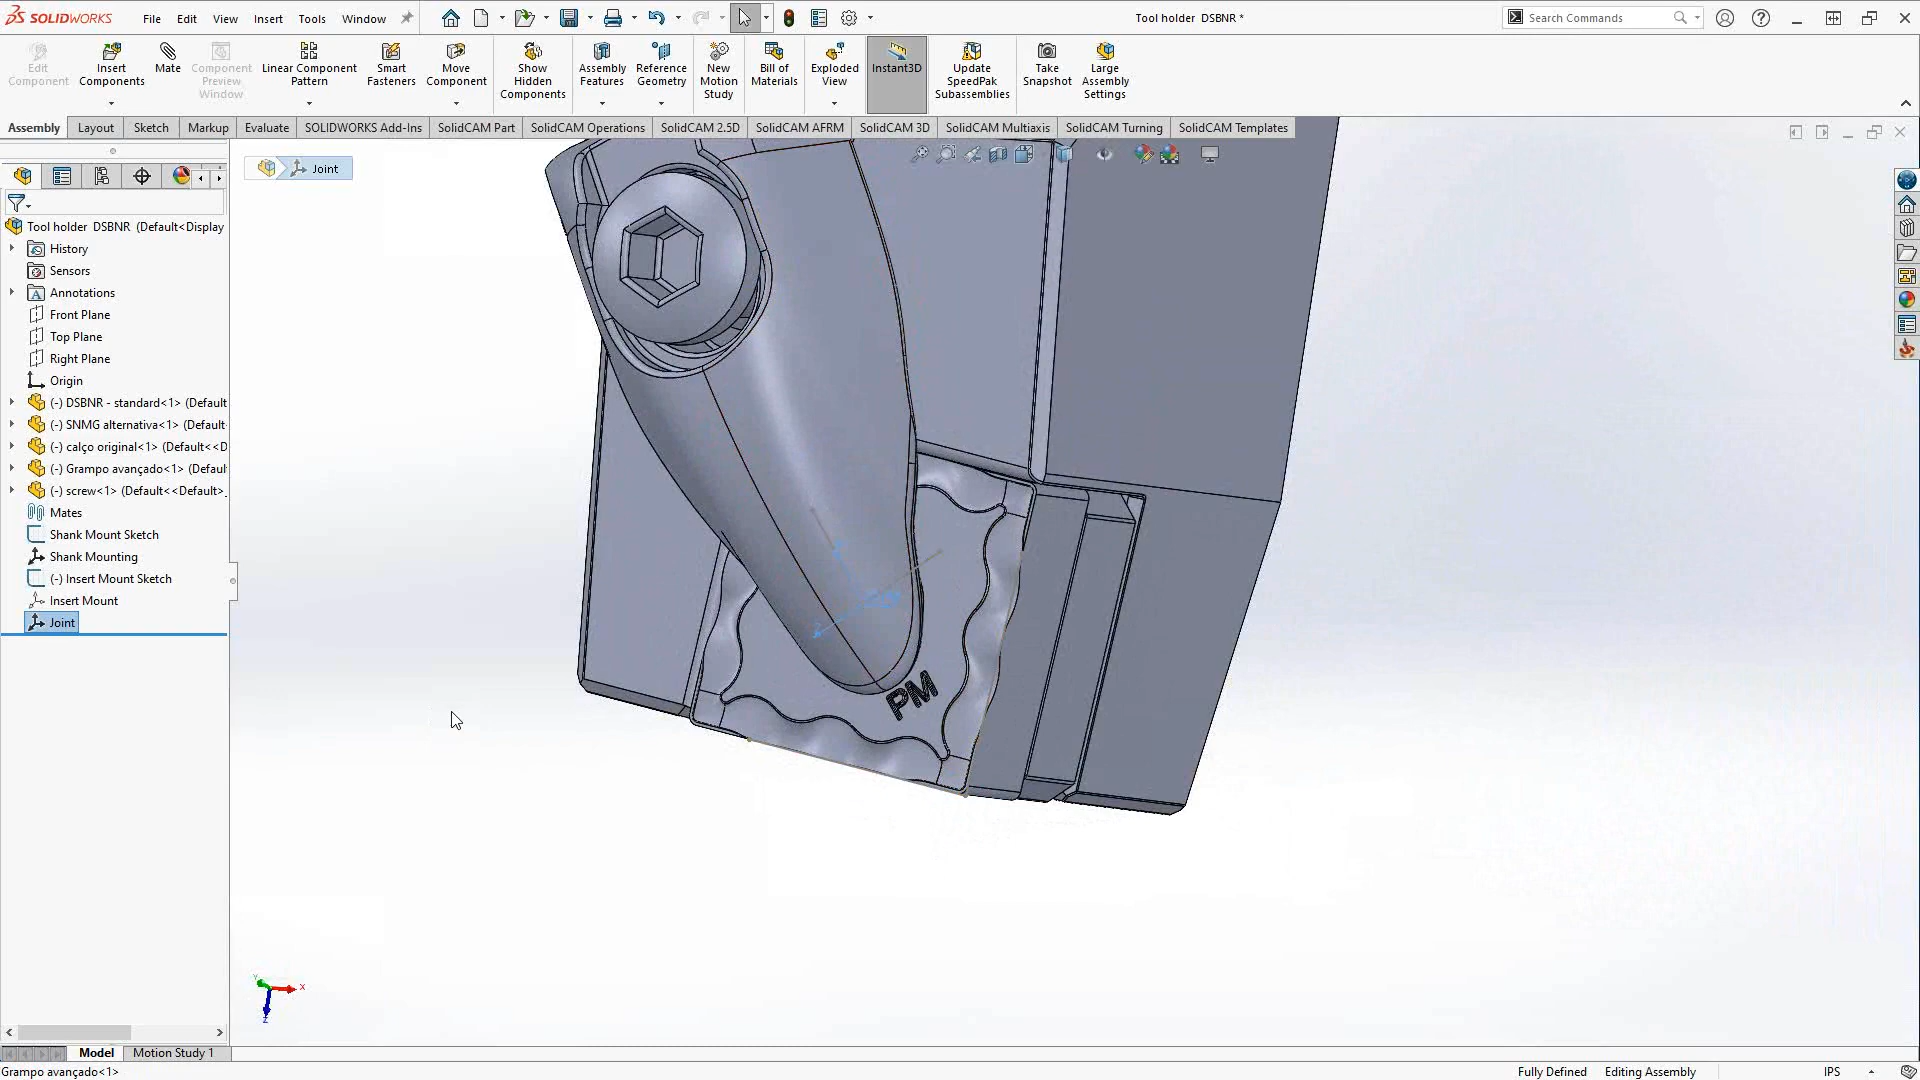 SOLIDWORKS File Edit View Insert Tools Window
Tool holder DSBNR *
Search Commands
Edit Component
Insert Components
Mate
Component Preview Window
Linear Component Pattern
Smart Fasteners
Move Component
Show Hidden Components
Assembly Features
Reference Geometry
New Motion Study
Bill of Materials
Exploded View
Instant3D
Update SpeedPak Subassemblies
Take Snapshot
Large Assembly Settings
Assembly Layout Sketch Markup Evaluate SOLIDWORKS Add-Ins SolidCAM Part SolidCAM Operations SolidCAM 2.5D SolidCAM AFRM SolidCAM 3D SolidCAM Multiaxis SolidCAM Turning SolidCAM Templates
Joint
Tool holder DSBNR (Default<Display
History
Sensors
Annotations
Front Plane
Top Plane
Right Plane
Origin
(-) DSBNR - standard<1> (Default
(-) SNMG alternativa<1> (Default
(-) calço original<1> (Default<<D
(-) Grampo avançado<1> (Defaul
(-) screw<1> (Default<<Default>_
Mates
Shank Mount Sketch
Shank Mounting
(-) Insert Mount Sketch
Insert Mount
Joint
PM
Y
X
Z
Model Motion Study 1
Grampo avançado<1>
Fully Defined Editing Assembly IPS